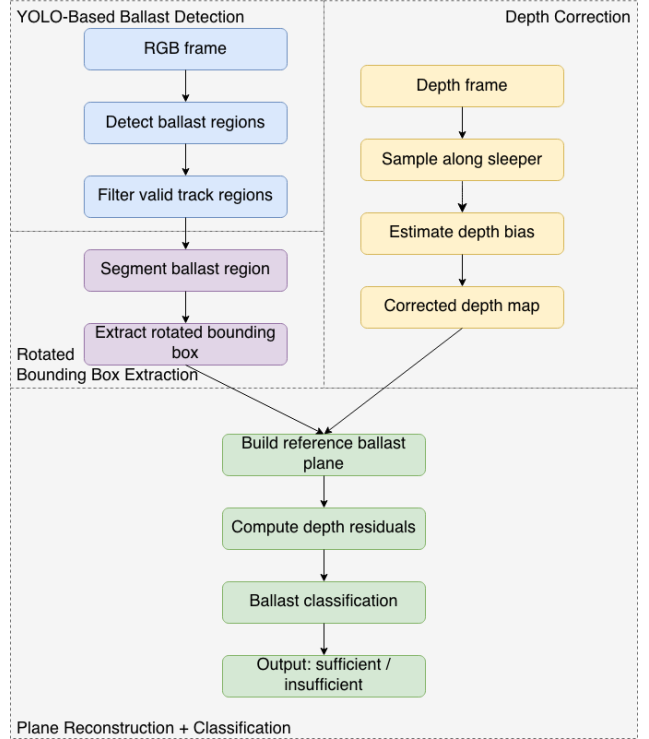 YOLO-Based Ballast Detection
RGB frame
Detect ballast regions
Filter valid track regions
Segment ballast region
Extract rotated bounding
box
Rotated
Bounding Box Extraction
Depth Correction
Depth frame
Sample along sleeper
Estimate depth bias
Corrected depth map
Build reference ballast
plane
Compute depth residuals
Ballast classification
Output: sufficient /
insufficient
Plane Reconstruction + Classification